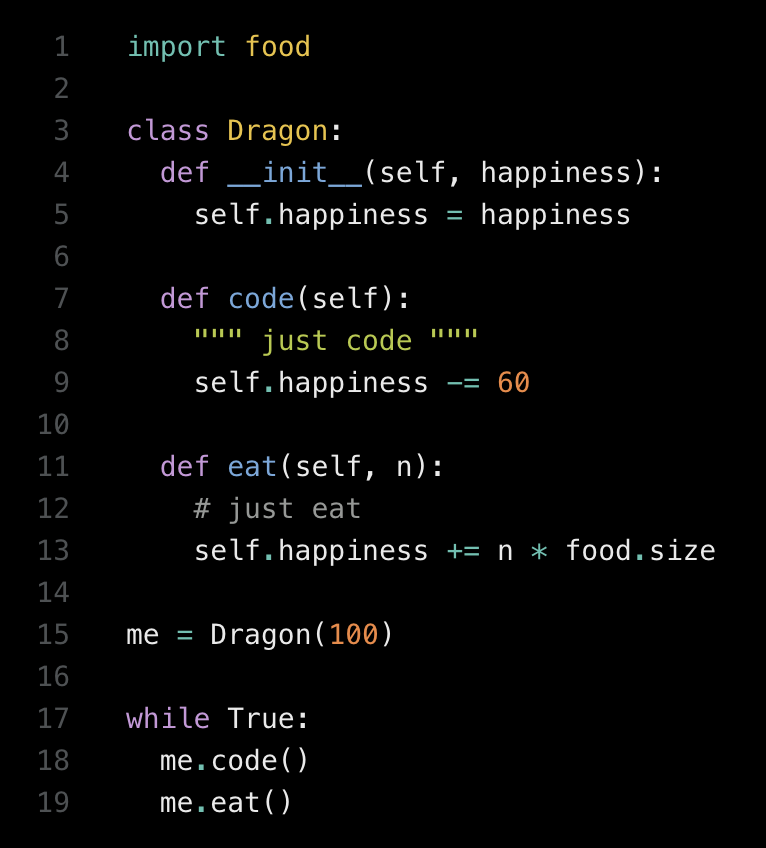 1 import food
2
3 class Dragon:
4 def __init__(self, happiness):
5 self.happiness = happiness
6
7 def code(self):
8 """ just code """
9 self.happiness -= 60
10
11 def eat(self, n):
12 # just eat
13 self.happiness += n * food.size
14
15 me = Dragon(100)
16
17 while True:
18 me.code()
19 me.eat()